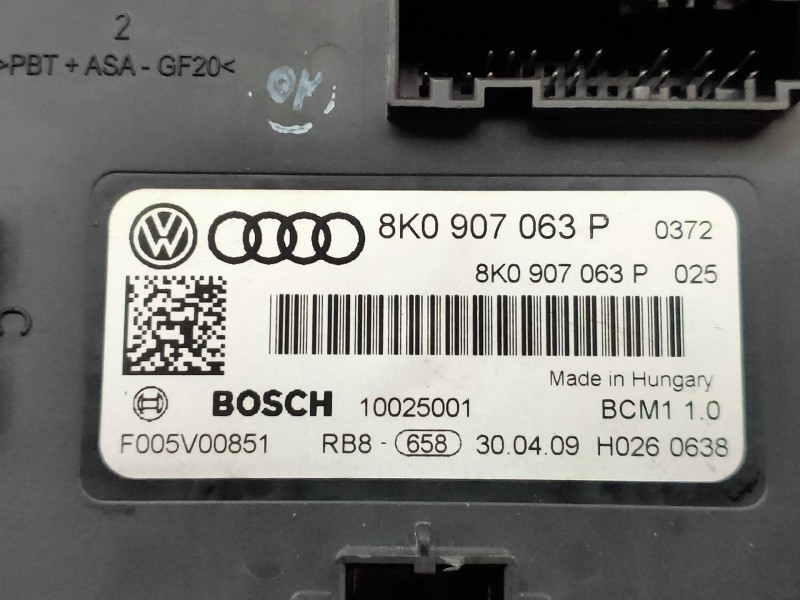 2
>PBT + ASA - GF20<
OK
8K0 907 063 P 0372
8K0 907 063 P 025
Made in Hungary
BOSCH 10025001 BCM1 1.0
F005V00851 RB8 - 658 30.04.09 H026 0638